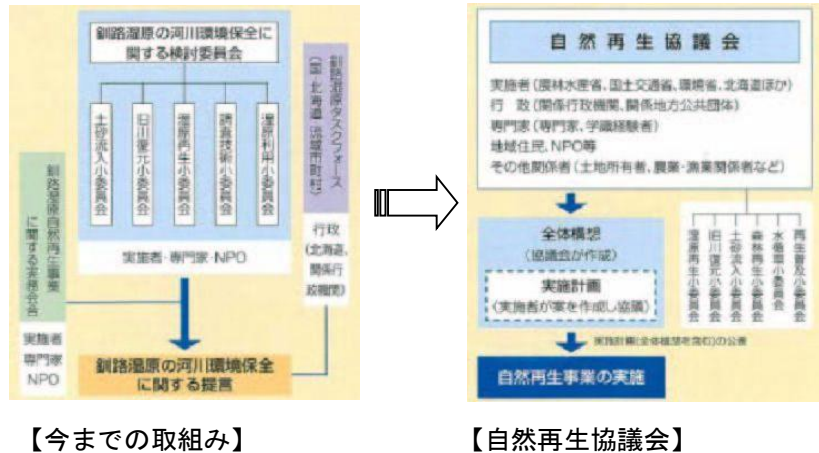 釧路湿原の河川環境保全に
関する検討委員会
土砂流入小委員会
旧川復元小委員会
湿原再生小委員会
調査技術小委員会
湿原利用小委員会
実施者・専門家・NPO
釧路湿原自然再生事業
に関する実務会合
実施者
専門家
NPO
釧路湿原タスクフォース
(国 北海道 流域市町村)
行政
(北海道、
関係行
政機関)
釧路湿原の河川環境保全
に関する提言
【今までの取組み】
自然再生協議会
実施者(農林水産省、国土交通省、環境省、北海道ほか)
行 政(関係行政機関、関係地方公共団体)
専門家(専門家、学識経験者)
地域住民、NPO等
その他関係者(土地所有者、農業・漁業関係者など)
全体構想
(協議会が作成)
実施計画
(実施者が案を作成し協議)
湿原再生小委員会
旧川復元小委員会
土砂流入小委員会
森林再生小委員会
水循環小委員会
再生普及小委員会
実施計画(全体構想を含む)の公表
自然再生事業の実施
【自然再生協議会】